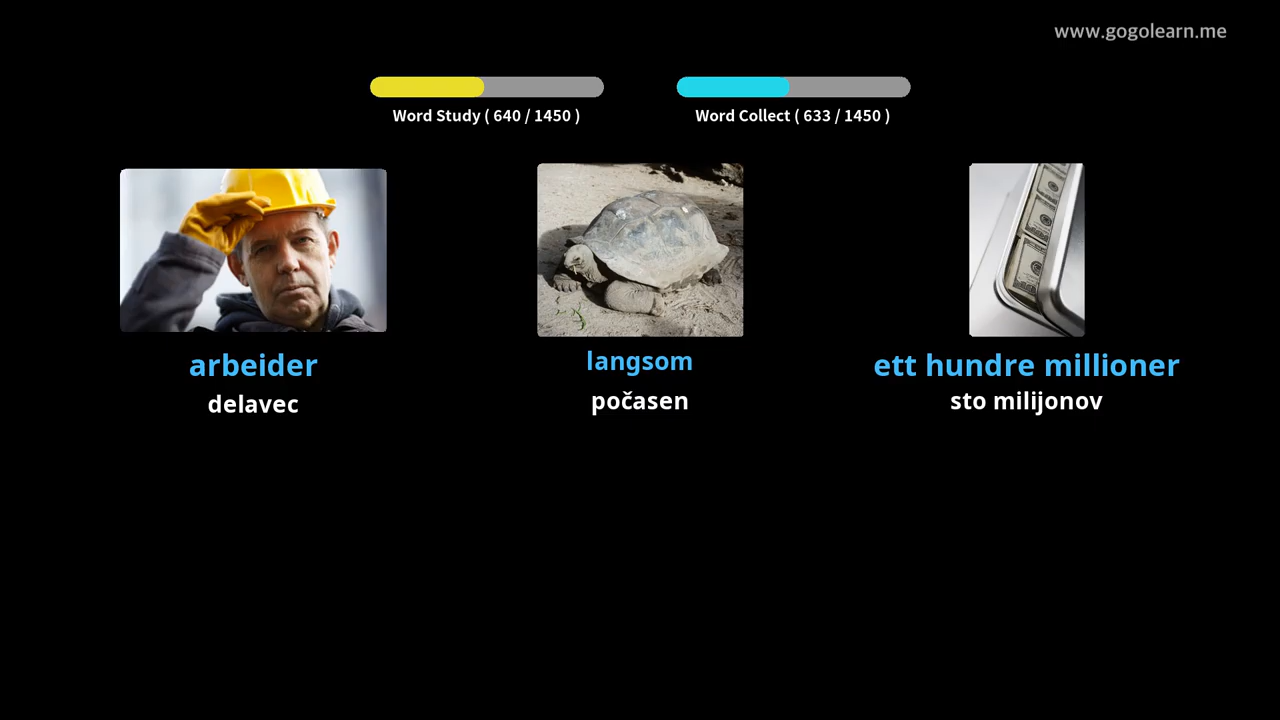 www.gogolearn.me
Word Study ( 640 / 1450 )
Word Collect ( 633 / 1450 )
arbeider
delavec
langsom
počasen
ett hundre millioner
sto milijonov